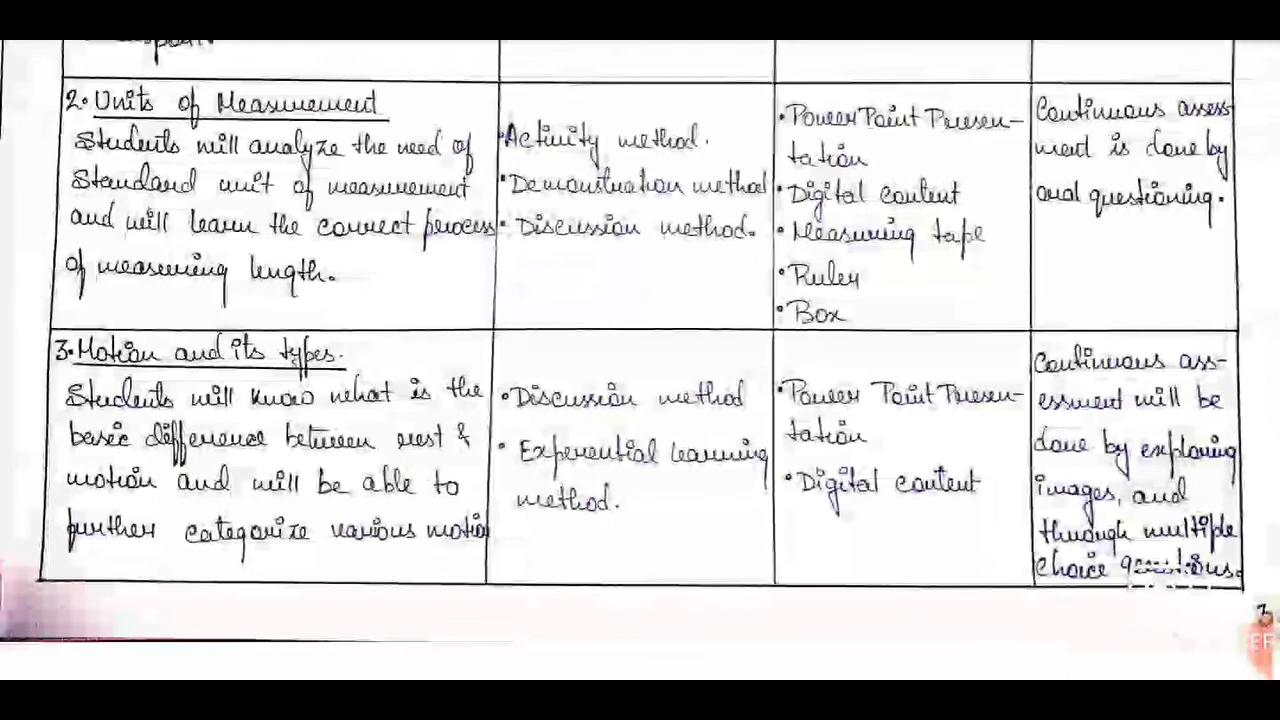 2. Units of Measurement
Students will analyze the need of
Standard unit of measurement
and will learn the correct process
of measuring length.
• Activity method.
• Demonstration method
• Discussion method.
• PowerPoint Presen-
tation
• Digital content
• Measuring tape
• Ruler
• Box
Continuous assess
ment is done by
oral questioning.
3. Motion and its types.
Students will know what is the
basic difference between rest &
motion and will be able to
further categorize various motion
• Discussion method
• Experiential learning
method.
• Power Point Presen-
tation
• Digital content
Continuous ass-
essment will be
done by exploring
images, and
through multiple
choice questions.
3